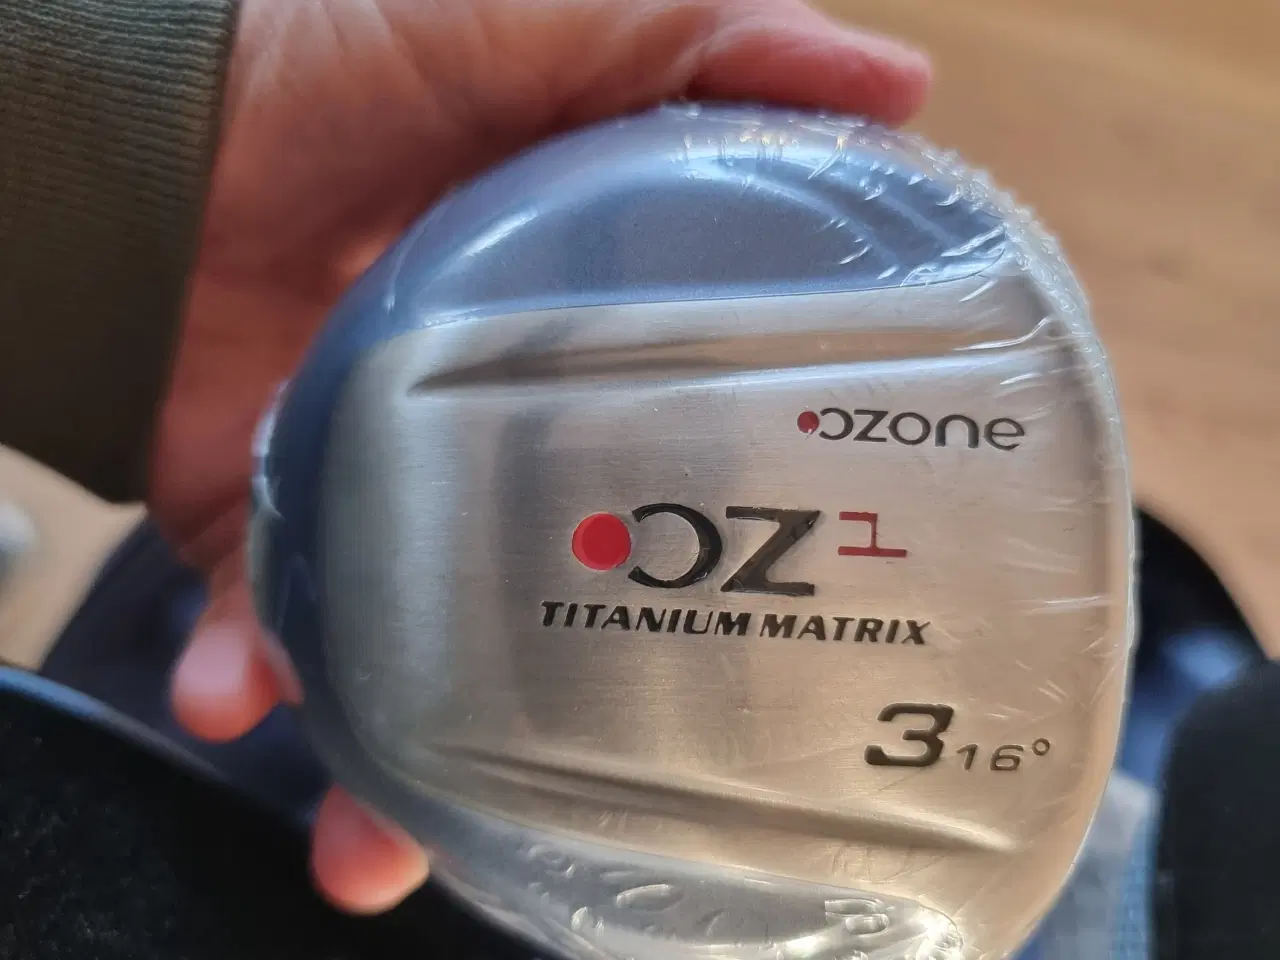 ozone
OZ1
TITANIUM MATRIX
3 16°